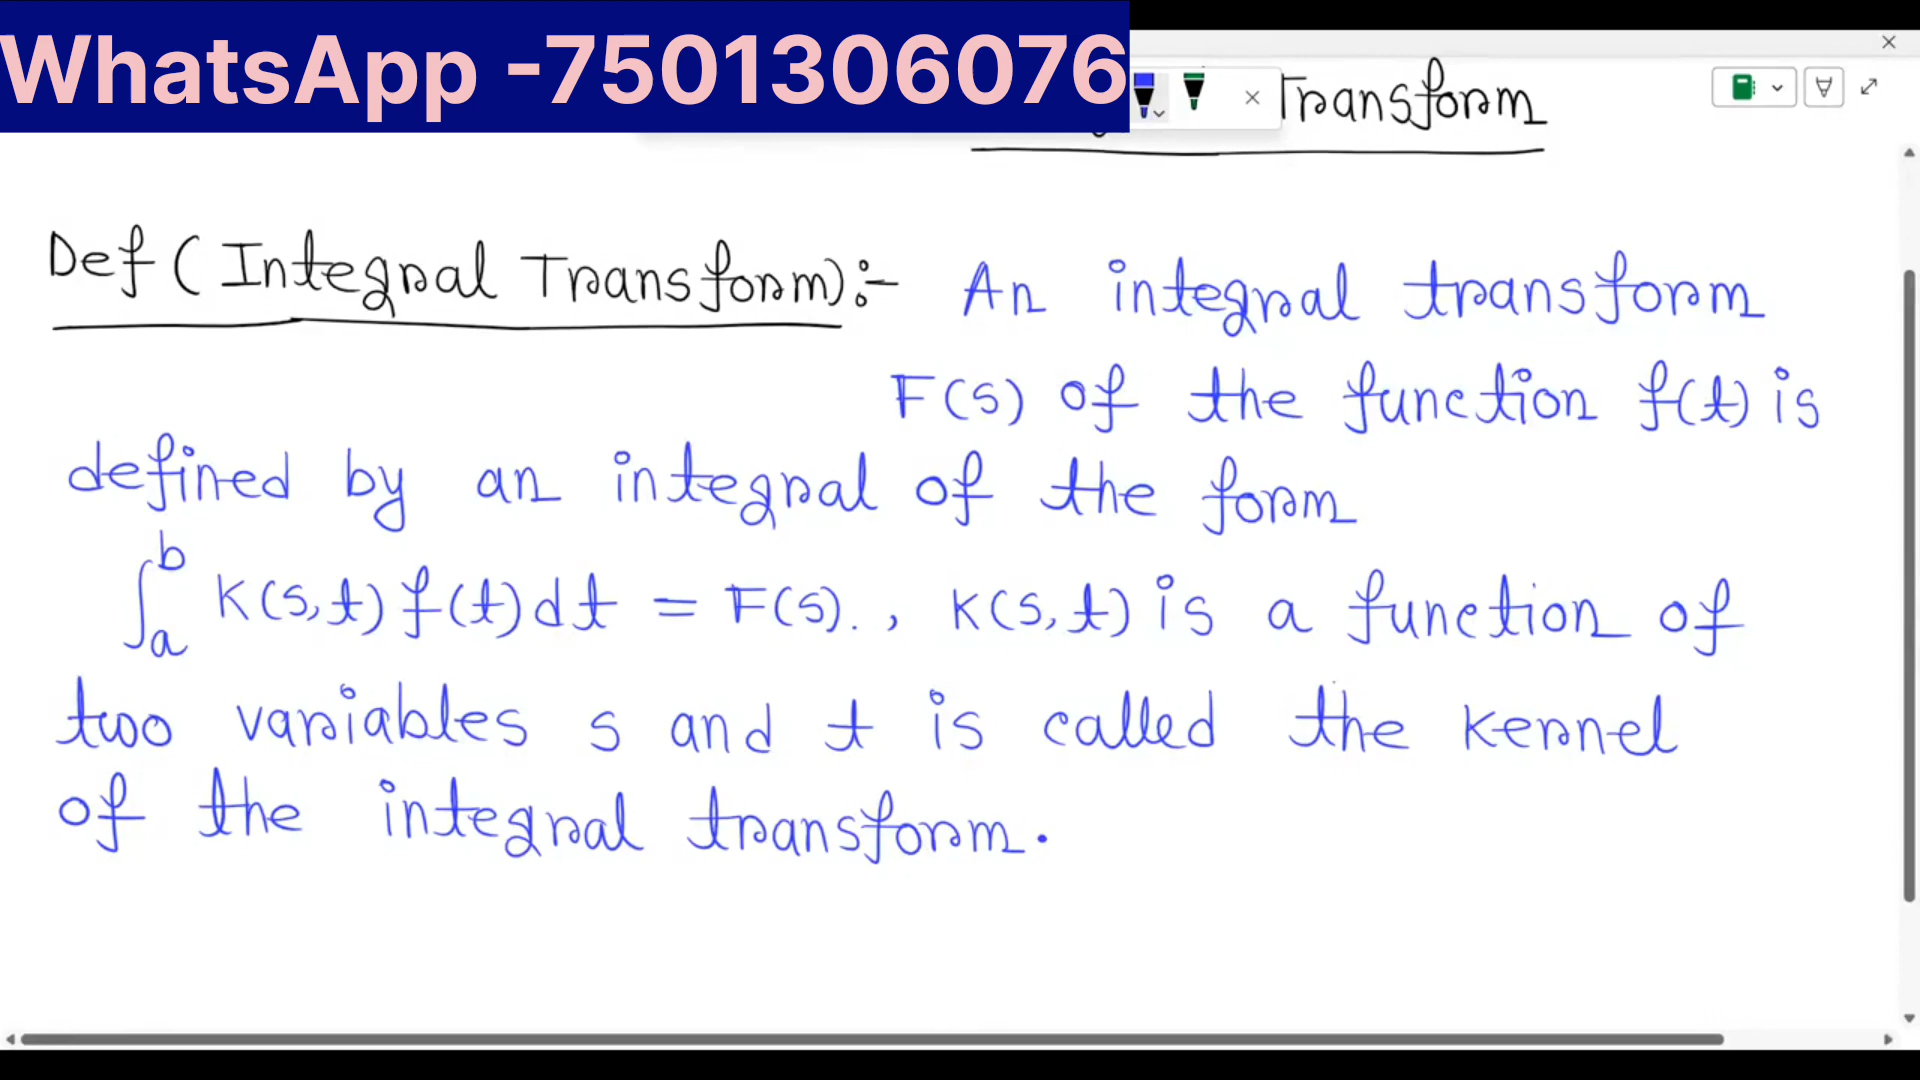 WhatsApp -7501306076
Transform
Def (Integral Transform):- An integral transform
F(s) of the function f(t) is
defined by an integral of the form
∫_a^b K(s,t) f(t) dt = F(s). , K(s,t) is a function of
two variables s and t is called the kernel
of the integral transform.